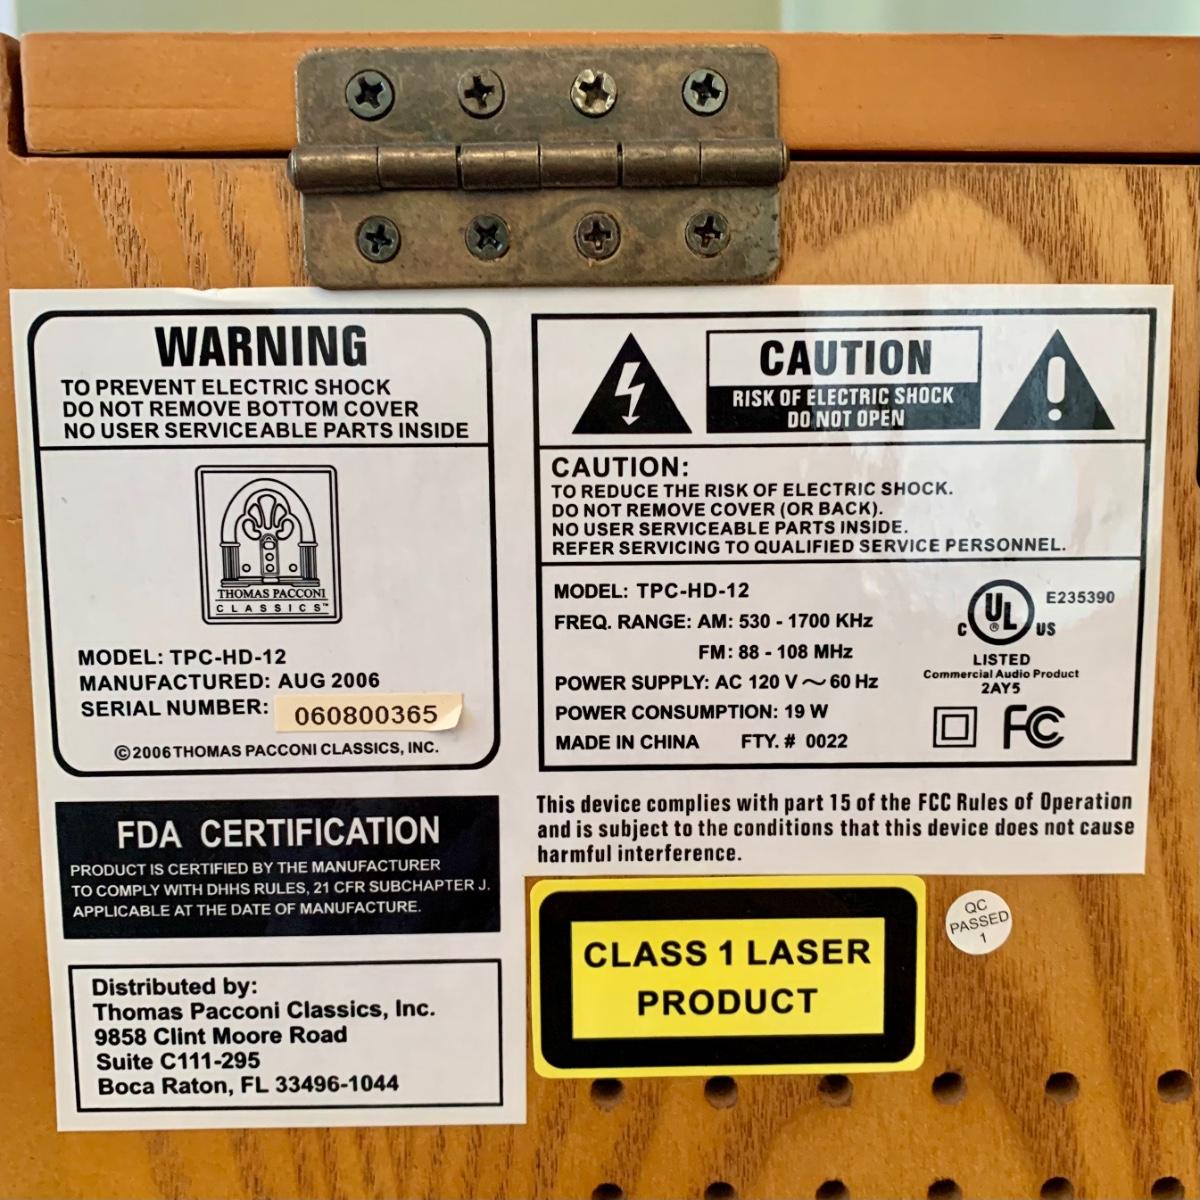 WARNING
TO PREVENT ELECTRIC SHOCK
DO NOT REMOVE BOTTOM COVER
NO USER SERVICEABLE PARTS INSIDE
THOMAS PACCONI
CLASSICS™
MODEL: TPC-HD-12
MANUFACTURED: AUG 2006
SERIAL NUMBER: 060800365
©2006 THOMAS PACCONI CLASSICS, INC.
FDA CERTIFICATION
PRODUCT IS CERTIFIED BY THE MANUFACTURER
TO COMPLY WITH DHHS RULES, 21 CFR SUBCHAPTER J.
APPLICABLE AT THE DATE OF MANUFACTURE.
Distributed by:
Thomas Pacconi Classics, Inc.
9858 Clint Moore Road
Suite C111-295
Boca Raton, FL 33496-1044
CAUTION
RISK OF ELECTRIC SHOCK
DO NOT OPEN
CAUTION:
TO REDUCE THE RISK OF ELECTRIC SHOCK.
DO NOT REMOVE COVER (OR BACK).
NO USER SERVICEABLE PARTS INSIDE.
REFER SERVICING TO QUALIFIED SERVICE PERSONNEL.
MODEL: TPC-HD-12
FREQ. RANGE: AM: 530 - 1700 KHz
FM: 88 - 108 MHz
POWER SUPPLY: AC 120 V ~ 60 Hz
POWER CONSUMPTION: 19 W
MADE IN CHINA FTY. # 0022
C UL ® US E235390
LISTED
Commercial Audio Product
2AY5
FC
This device complies with part 15 of the FCC Rules of Operation
and is subject to the conditions that this device does not cause
harmful interference.
CLASS 1 LASER
PRODUCT
QC
PASSED
1